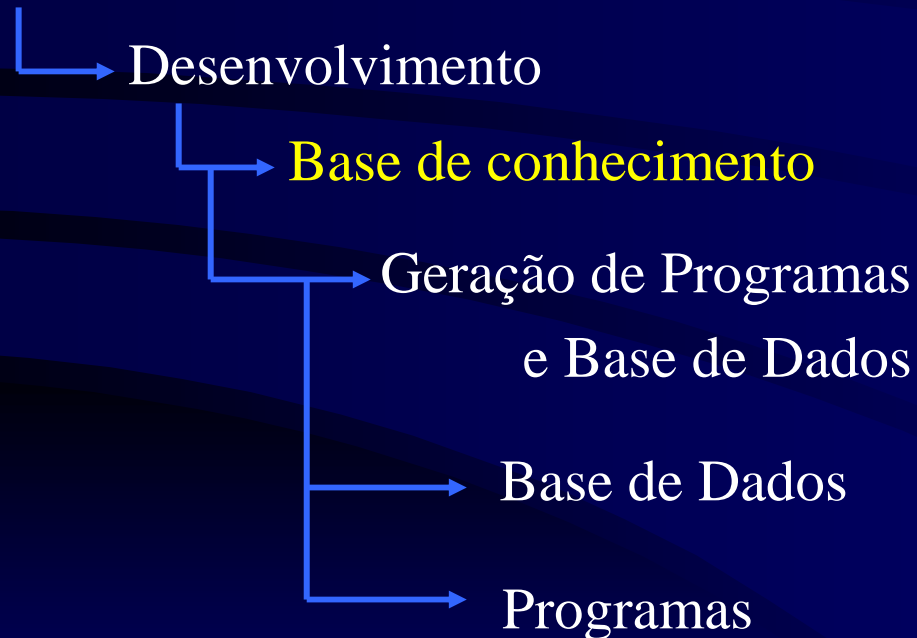 Desenvolvimento
Base de conhecimento
Geração de Programas
e Base de Dados
Base de Dados
Programas